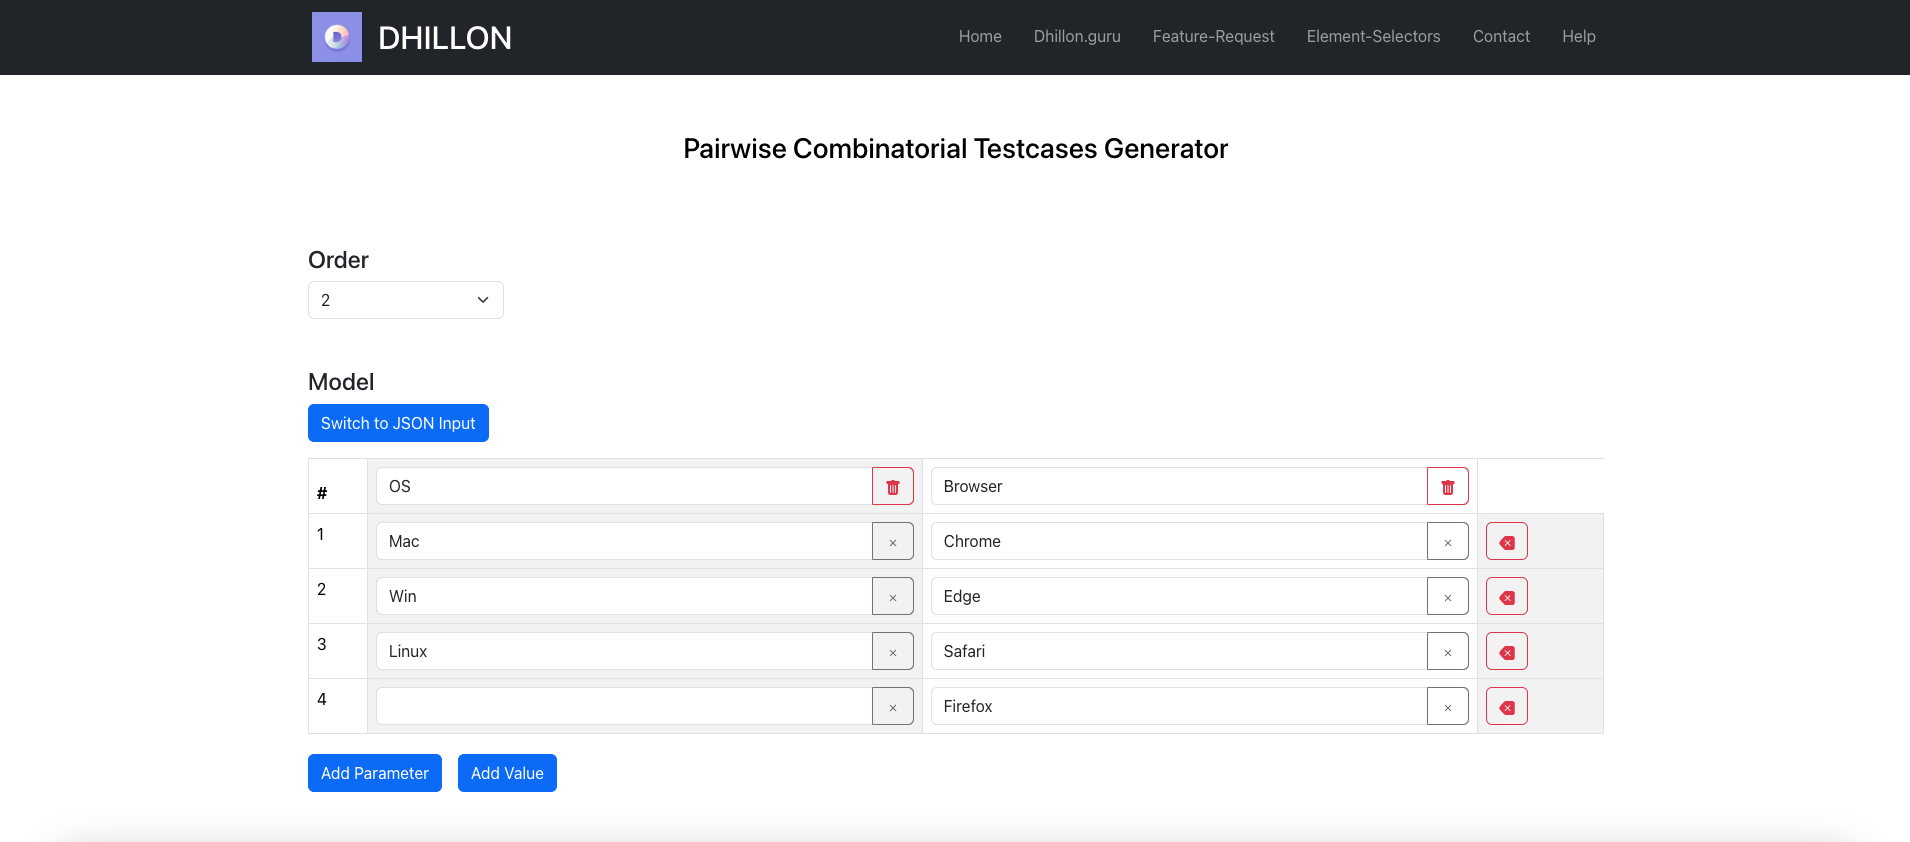 DHILLON Home Dhillon.guru Feature-Request Element-Selectors Contact Help
Pairwise Combinatorial Testcases Generator
Order
2
Model
Switch to JSON Input
# OS Browser
1 Mac × Chrome ×
2 Win × Edge ×
3 Linux × Safari ×
4 × Firefox ×
Add Parameter Add Value